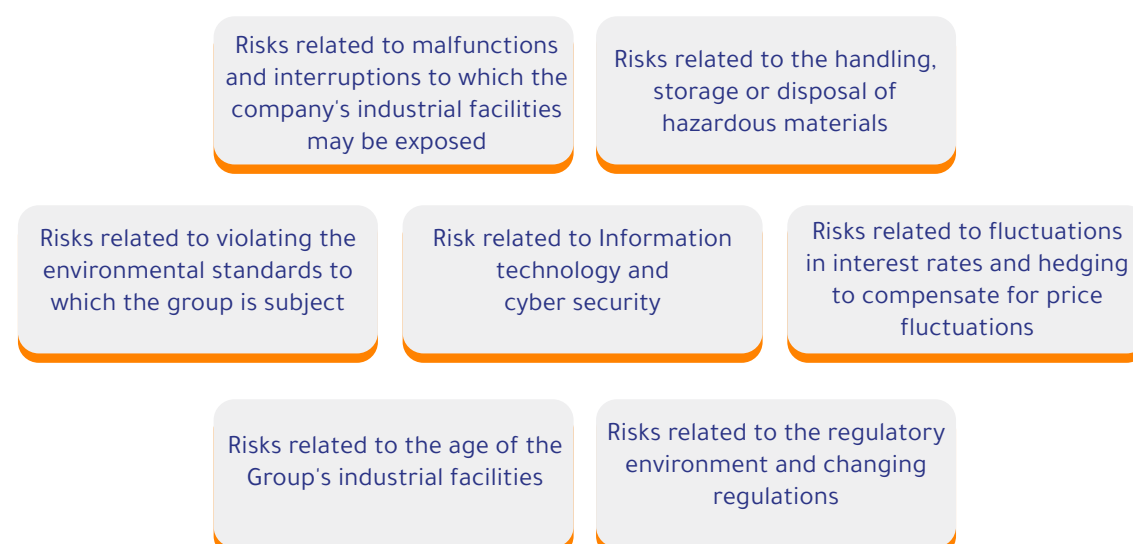 Risks related to malfunctions
and interruptions to which the
company's industrial facilities
may be exposed
Risks related to the handling,
storage or disposal of
hazardous materials
Risks related to violating the
environmental standards to
which the group is subject
Risk related to Information
technology and
cyber security
Risks related to fluctuations
in interest rates and hedging
to compensate for price
fluctuations
Risks related to the age of the
Group's industrial facilities
Risks related to the regulatory
environment and changing
regulations